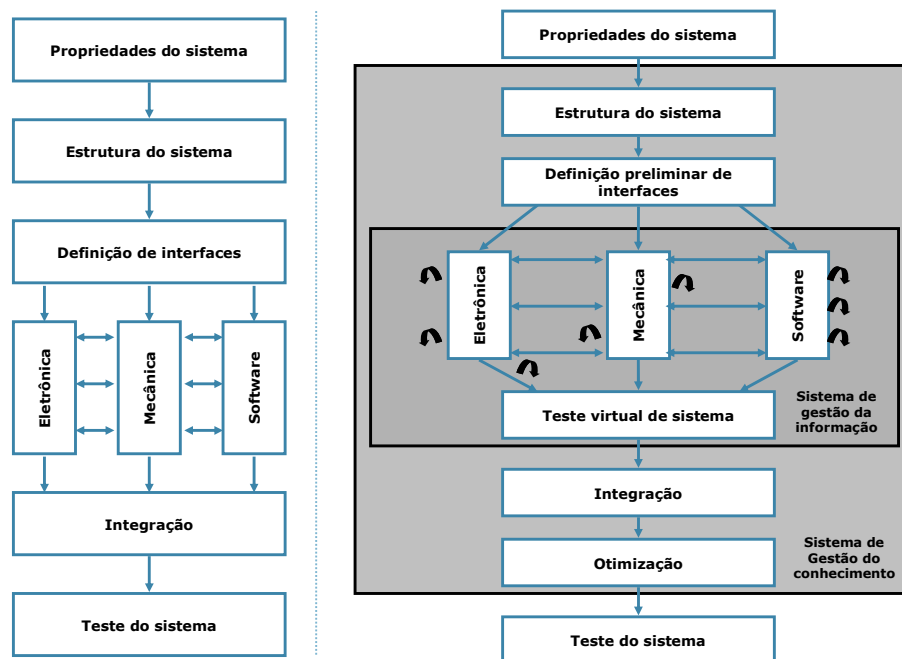 Propriedades do sistema
Estrutura do sistema
Definição de interfaces
Eletrônica
Mecânica
Software
Integração
Teste do sistema
Propriedades do sistema
Estrutura do sistema
Definição preliminar de
interfaces
Eletrônica
Mecânica
Software
Teste virtual de sistema
Sistema de
gestão da
informação
Integração
Otimização
Sistema de
Gestão do
conhecimento
Teste do sistema